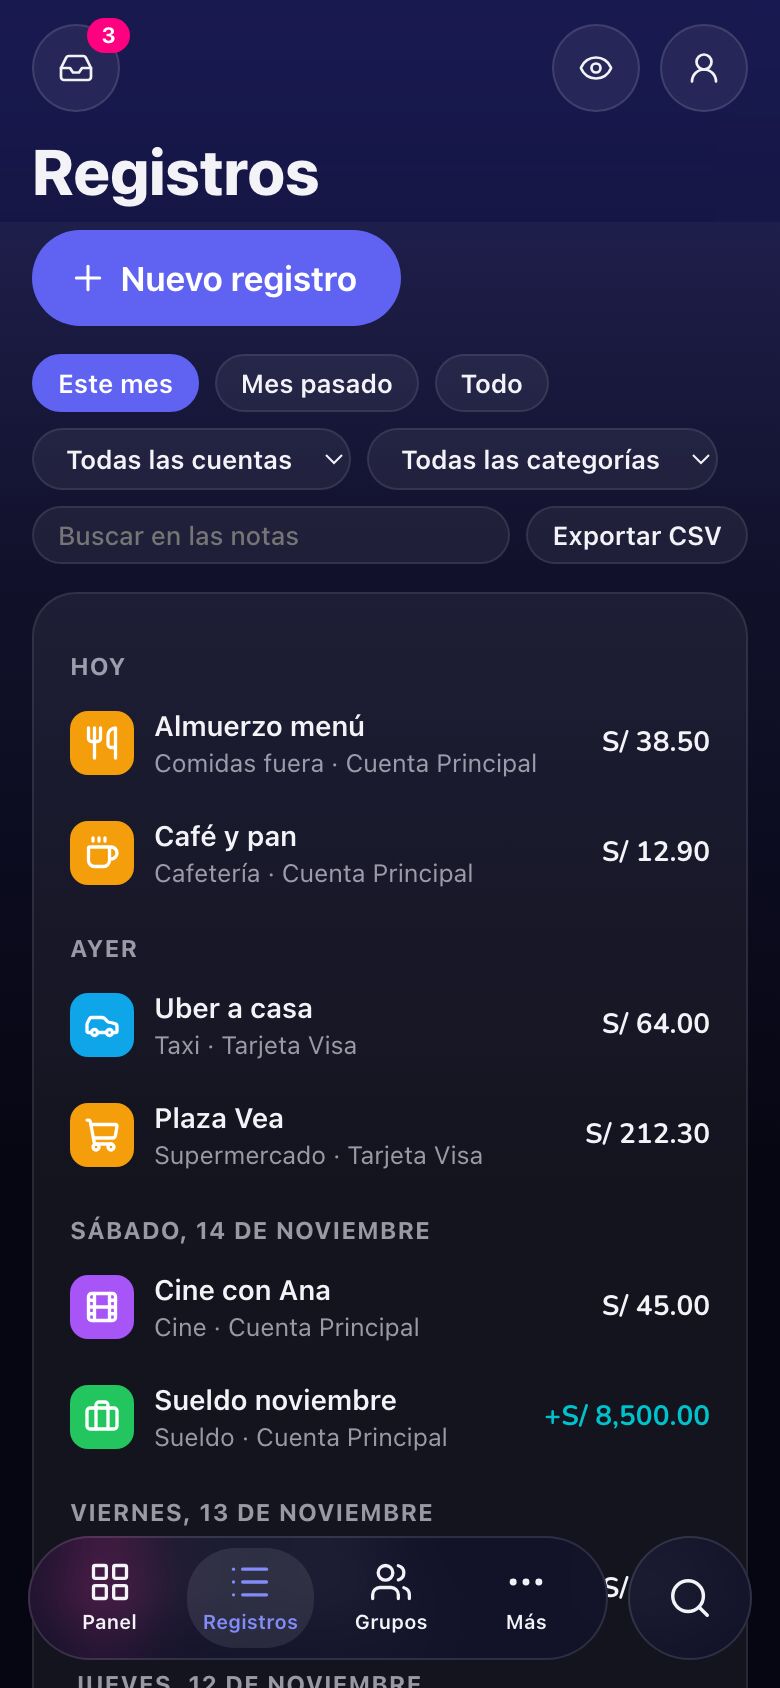 3
Registros
Nuevo registro
Este mes
Mes pasado
Todo
Todas las cuentas
Todas las categorías
Buscar en las notas
Exportar CSV
HOY
Almuerzo menú
S/ 38.50
Comidas fuera · Cuenta Principal
Café y pan
S/ 12.90
Cafetería · Cuenta Principal
AYER
Uber a casa
S/ 64.00
Taxi · Tarjeta Visa
Plaza Vea
S/ 212.30
Supermercado · Tarjeta Visa
SÁBADO, 14 DE NOVIEMBRE
Cine con Ana
S/ 45.00
Cine · Cuenta Principal
Sueldo noviembre
+S/ 8,500.00
Sueldo · Cuenta Principal
VIERNES, 13 DE NOVIEMBRE
S/
Panel
Registros
Grupos
Más
JUEVES, 12 DE NOVIEMBRE